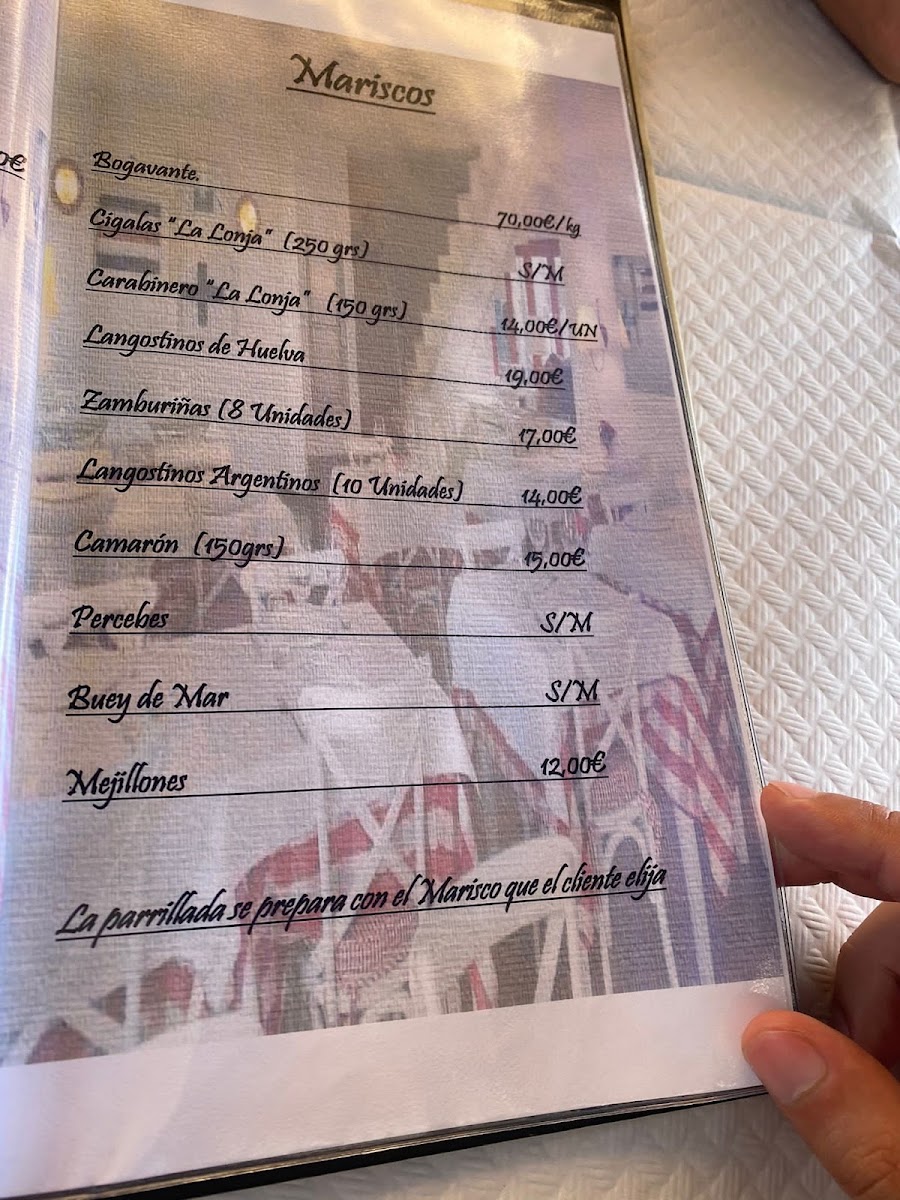 Mariscos
0€
Bogavante. 70,00€/kg
Cigalas "La Lonja" (250 grs) S/M
Carabinero "La Lonja" (150 grs) 14,00€/UN
Langostinos de Huelva 19,00€
Zamburiñas (8 Unidades) 17,00€
Langostinos Argentinos (10 Unidades) 14,00€
Camarón (150grs) 15,00€
Percebes S/M
Buey de Mar S/M
Mejillones 12,00€
La parrillada se prepara con el Marisco que el cliente elija